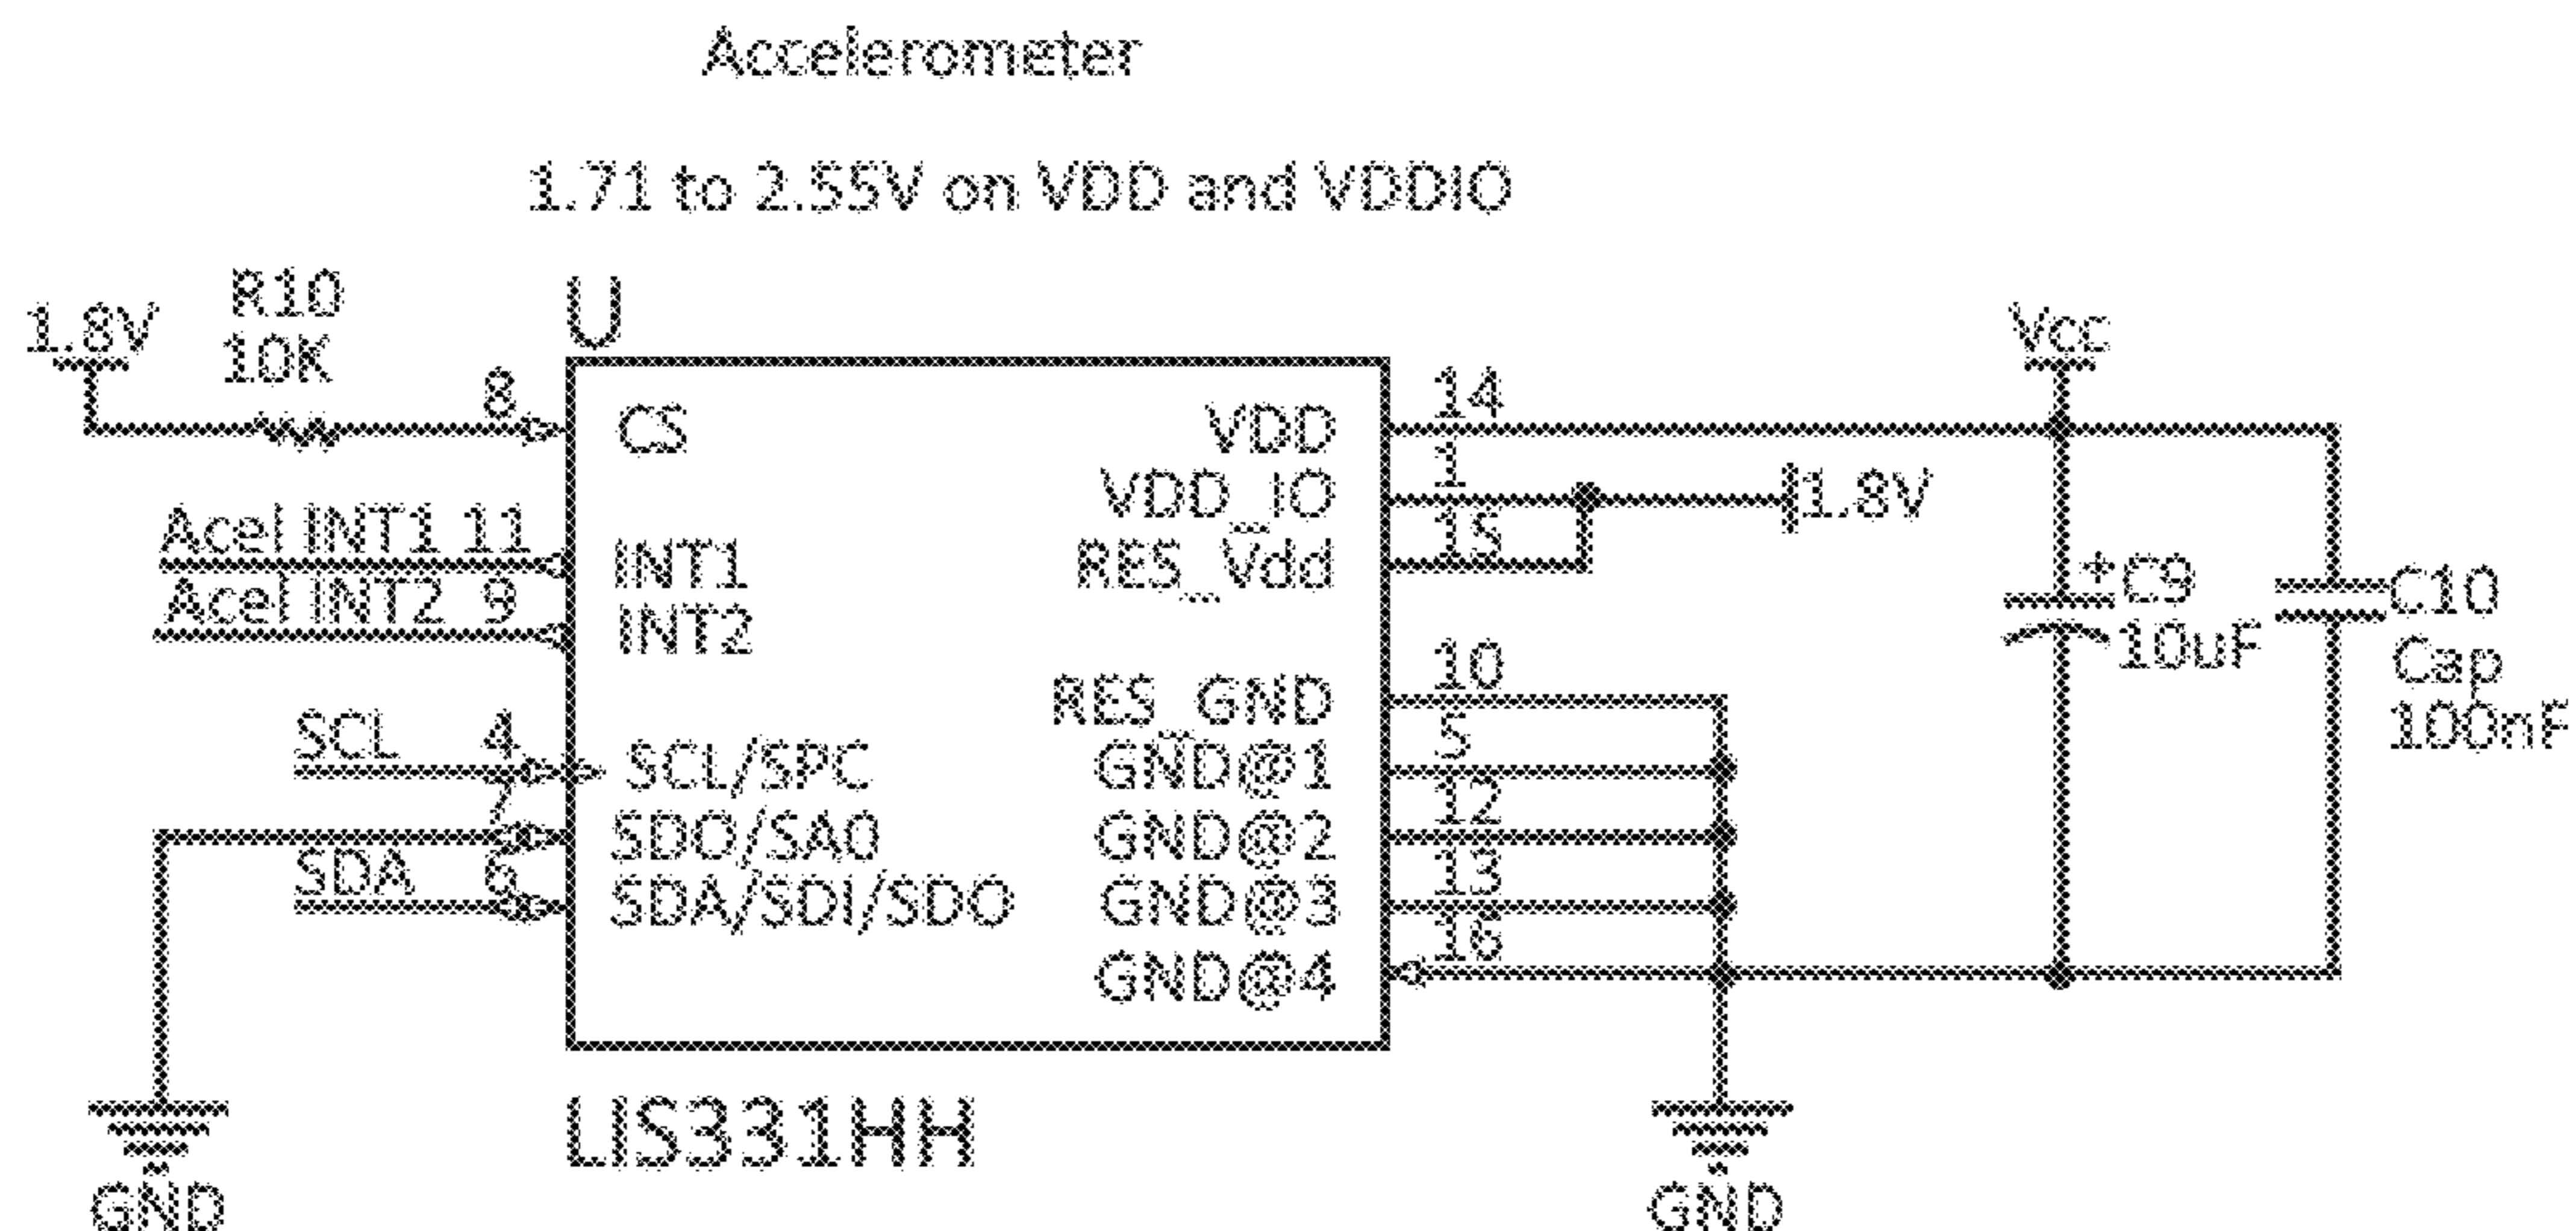 Accelerometer
1.71 to 2.55V on VDD and VDDIO
1.8V
R10
10K
U
8
CS
Acel INT1 11
INT1
Acel INT2 9
INT2
SCL 4
SCL/SPC
7
SDO/SA0
SDA 6
SDA/SDI/SDO
VDD
14
VDD_IO
1
1.8V
RES_Vdd
15
RES_GND
10
GND@1
5
GND@2
12
GND@3
13
GND@4
16
Vcc
+C9
10uF
C10
Cap
100nF
LIS331HH
GND
GND